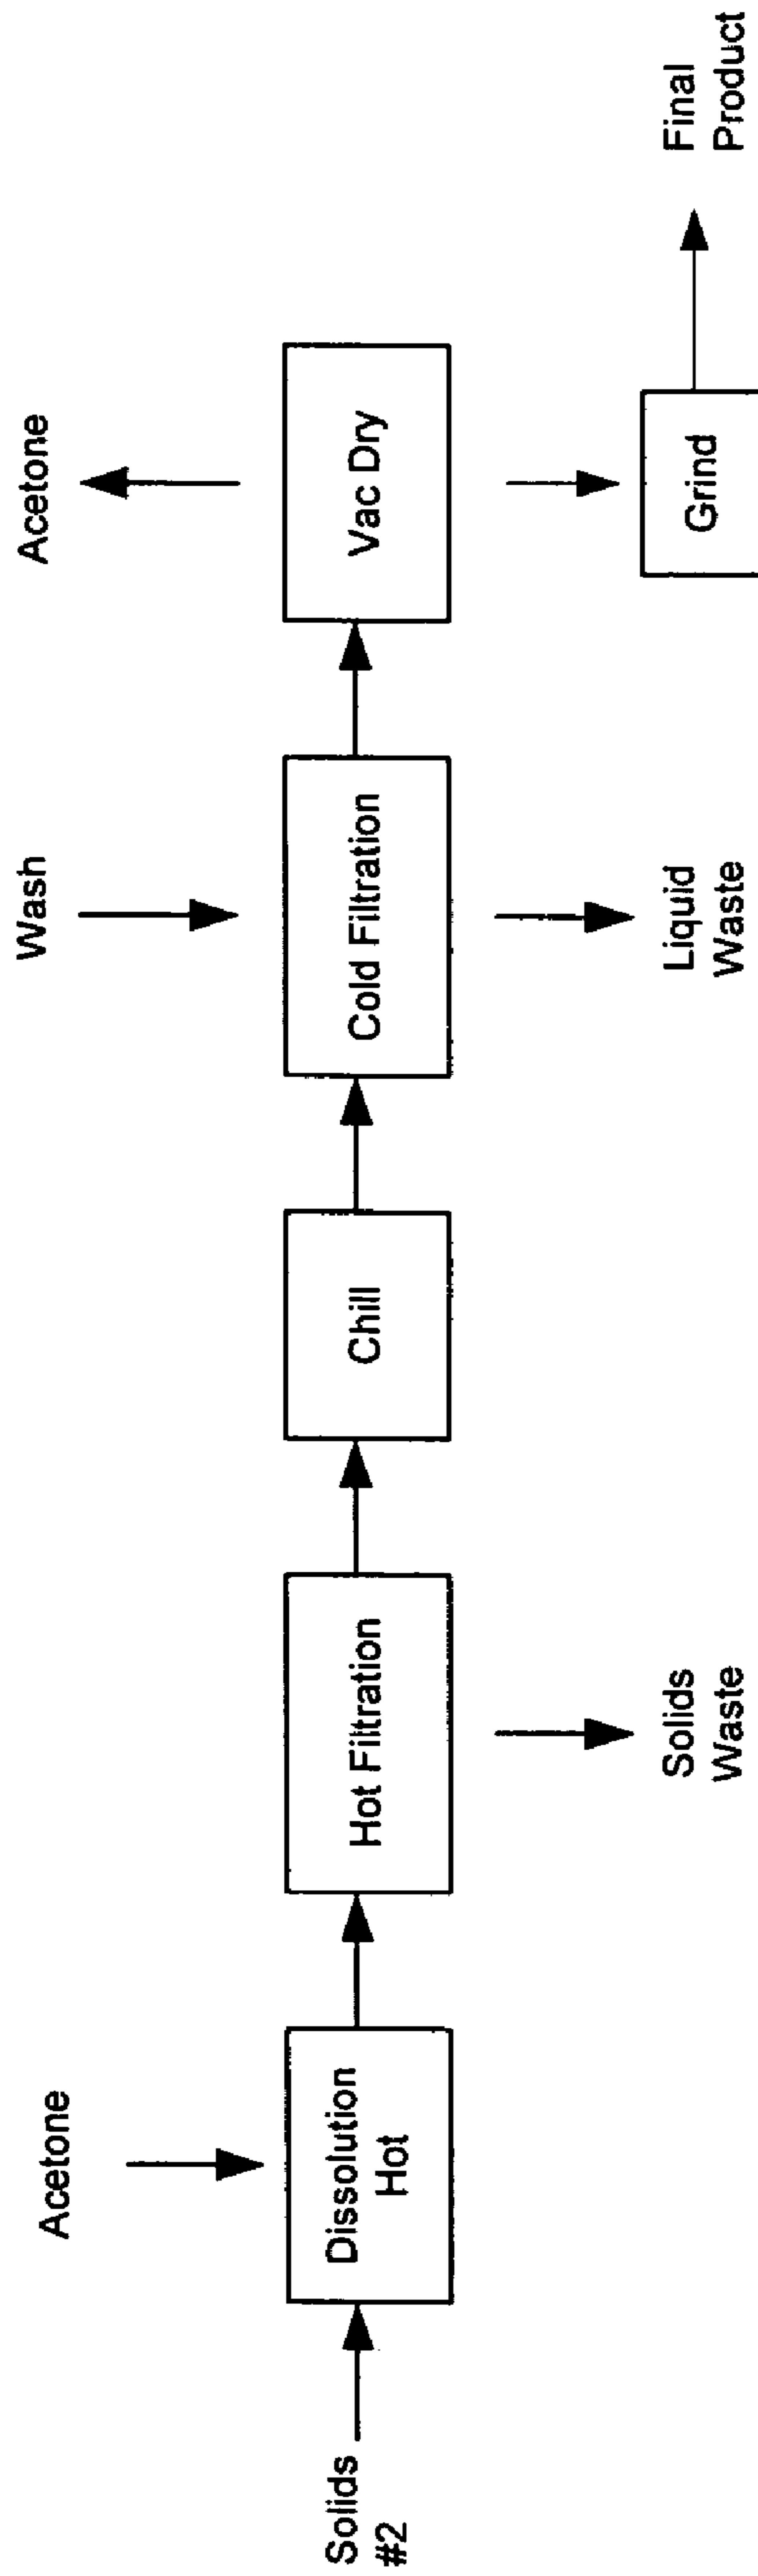 Solids
#2
Acetone
Dissolution
Hot
Hot Filtration
Solids
Waste
Chill
Wash
Cold Filtration
Liquid
Waste
Acetone
Vac Dry
Grind
Final
Product